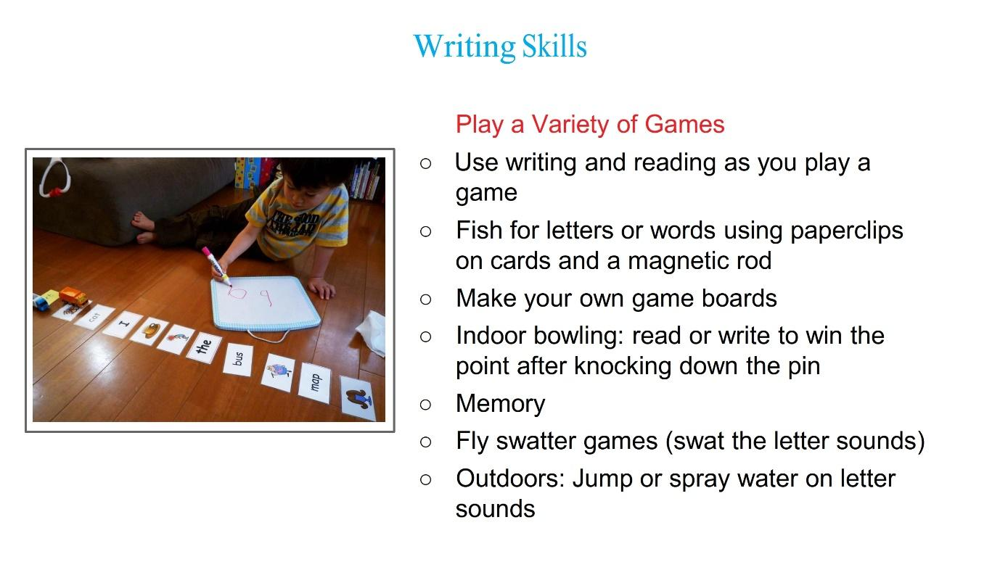 Writing Skills
Play a Variety of Games
○ Use writing and reading as you play a
game
○ Fish for letters or words using paperclips
on cards and a magnetic rod
○ Make your own game boards
○ Indoor bowling: read or write to win the
point after knocking down the pin
○ Memory
○ Fly swatter games (swat the letter sounds)
○ Outdoors: Jump or spray water on letter
sounds
cat
I
the
bus
map